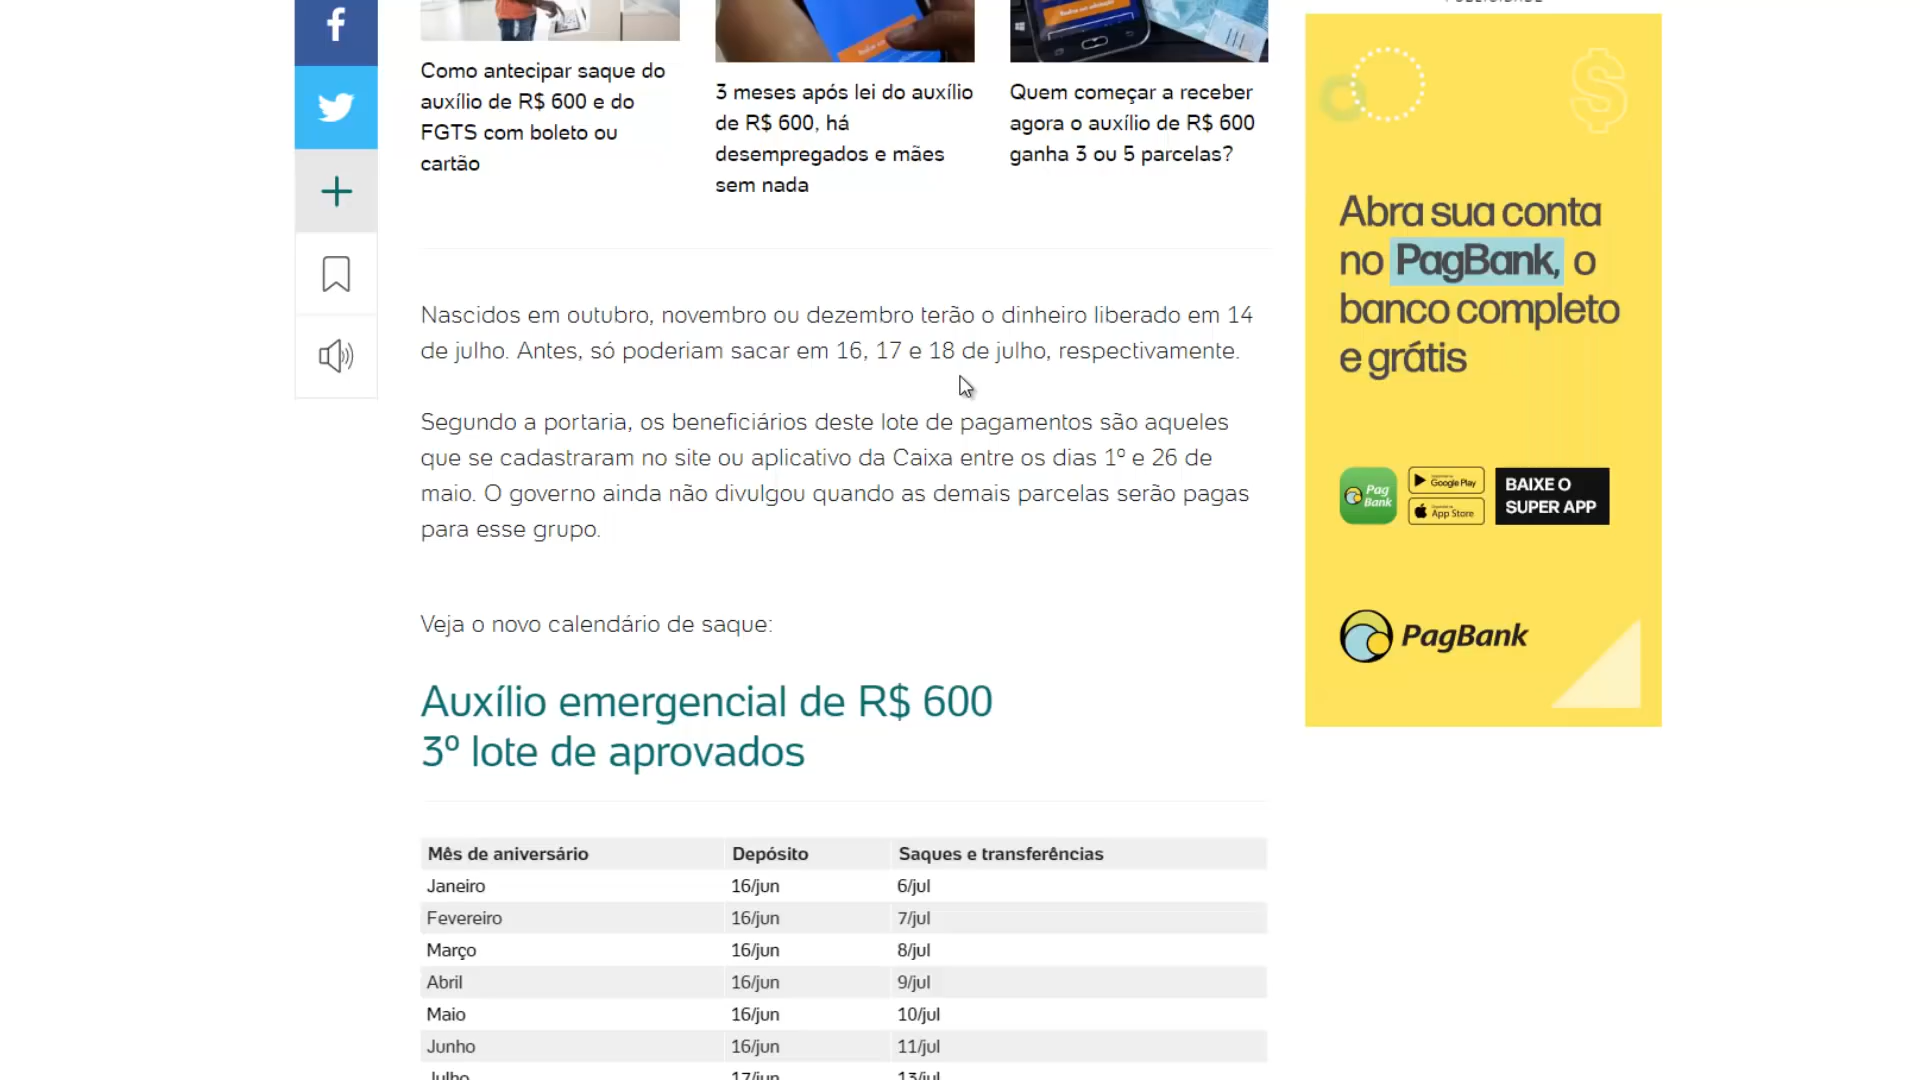 Como antecipar saque do
auxílio de R$ 600 e do
FGTS com boleto ou
cartão
3 meses após lei do auxílio
de R$ 600, há
desempregados e mães
sem nada
Quem começar a receber
agora o auxílio de R$ 600
ganha 3 ou 5 parcelas?
Nascidos em outubro, novembro ou dezembro terão o dinheiro liberado em 14
de julho. Antes, só poderiam sacar em 16, 17 e 18 de julho, respectivamente.
Segundo a portaria, os beneficiários deste lote de pagamentos são aqueles
que se cadastraram no site ou aplicativo da Caixa entre os dias 1º e 26 de
maio. O governo ainda não divulgou quando as demais parcelas serão pagas
para esse grupo.
Veja o novo calendário de saque:
Auxílio emergencial de R$ 600
3º lote de aprovados
Mês de aniversário Depósito Saques e transferências
Janeiro 16/jun 6/jul
Fevereiro 16/jun 7/jul
Março 16/jun 8/jul
Abril 16/jun 9/jul
Maio 16/jun 10/jul
Junho 16/jun 11/jul
Julho 17/jun 13/jul
Abra sua conta
no PagBank, o
banco completo
e grátis
Pag
Bank
Google Play
App Store
BAIXE O
SUPER APP
PagBank